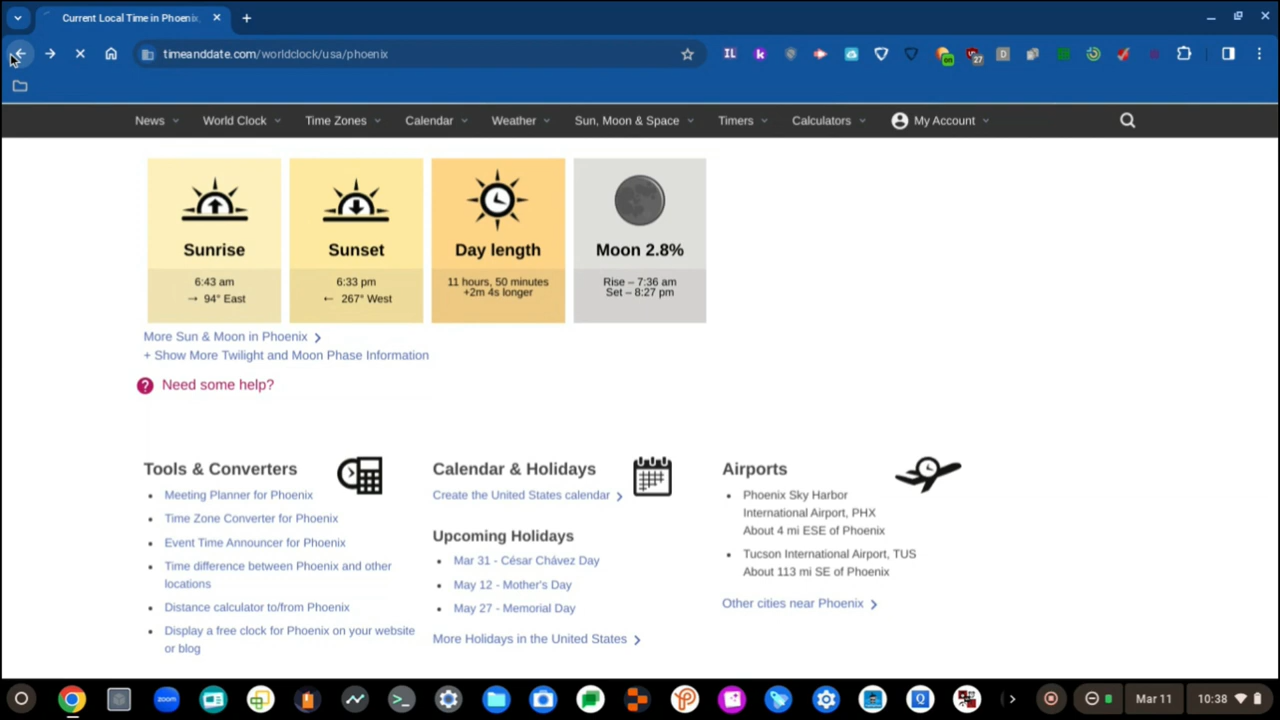 Current Local Time in Phoenix,
timeanddate.com/worldclock/usa/phoenix
IL
k
on
27
D
News
World Clock
Time Zones
Calendar
Weather
Sun, Moon & Space
Timers
Calculators
My Account
Sunrise
6:43 am
→ 94° East
Sunset
6:33 pm
← 267° West
Day length
11 hours, 50 minutes
+2m 4s longer
Moon 2.8%
Rise – 7:36 am
Set – 8:27 pm
More Sun & Moon in Phoenix
+ Show More Twilight and Moon Phase Information
? Need some help?
Tools & Converters
Meeting Planner for Phoenix
Time Zone Converter for Phoenix
Event Time Announcer for Phoenix
Time difference between Phoenix and other
locations
Distance calculator to/from Phoenix
Display a free clock for Phoenix on your website
or blog
Calendar & Holidays
Create the United States calendar
Upcoming Holidays
Mar 31 - César Chávez Day
May 12 - Mother's Day
May 27 - Memorial Day
More Holidays in the United States
Airports
Phoenix Sky Harbor
International Airport, PHX
About 4 mi ESE of Phoenix
Tucson International Airport, TUS
About 113 mi SE of Phoenix
Other cities near Phoenix
zoom
Q
Mar 11
10:38